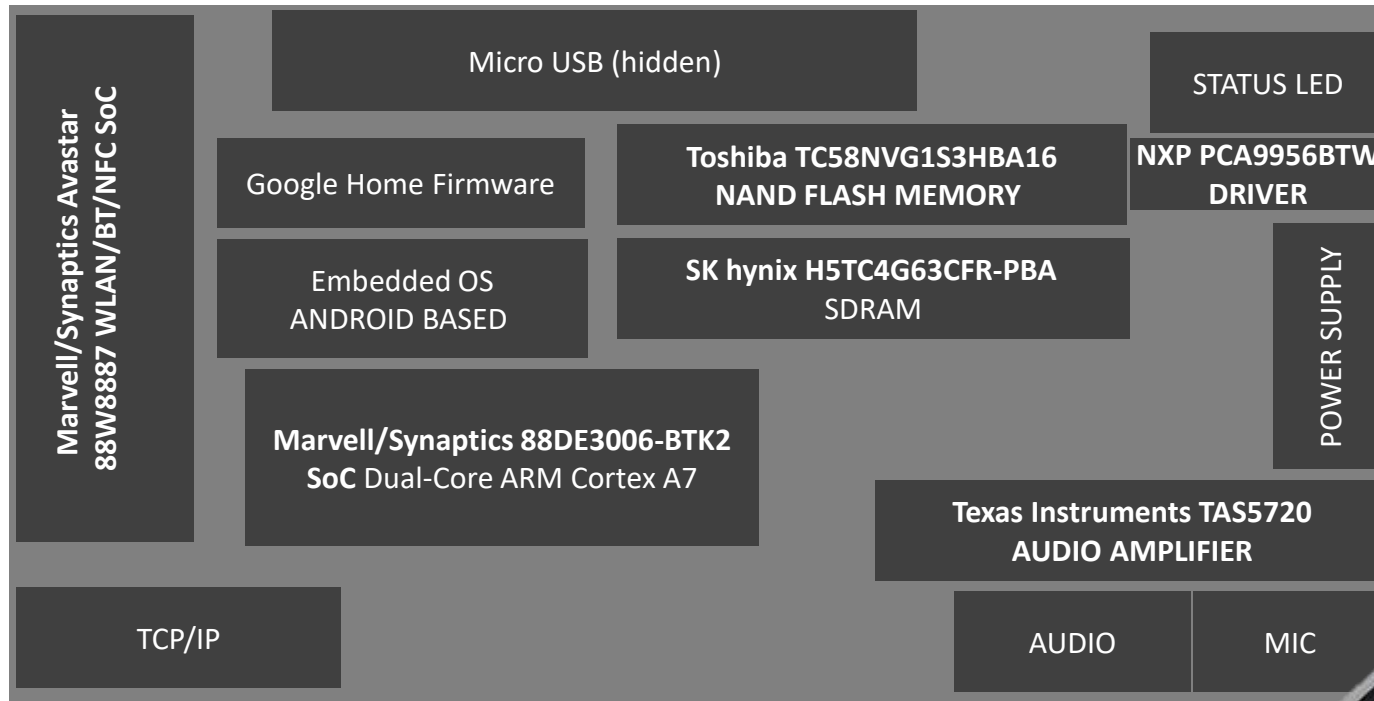 Marvell/Synaptics Avastar
88W8887 WLAN/BT/NFC SoC
Micro USB (hidden)
STATUS LED
Google Home Firmware
Toshiba TC58NVG1S3HBA16
NAND FLASH MEMORY
NXP PCA9956BTW
DRIVER
Embedded OS
ANDROID BASED
SK hynix H5TC4G63CFR-PBA
SDRAM
POWER SUPPLY
Marvell/Synaptics 88DE3006-BTK2
SoC Dual-Core ARM Cortex A7
Texas Instruments TAS5720
AUDIO AMPLIFIER
TCP/IP
AUDIO
MIC